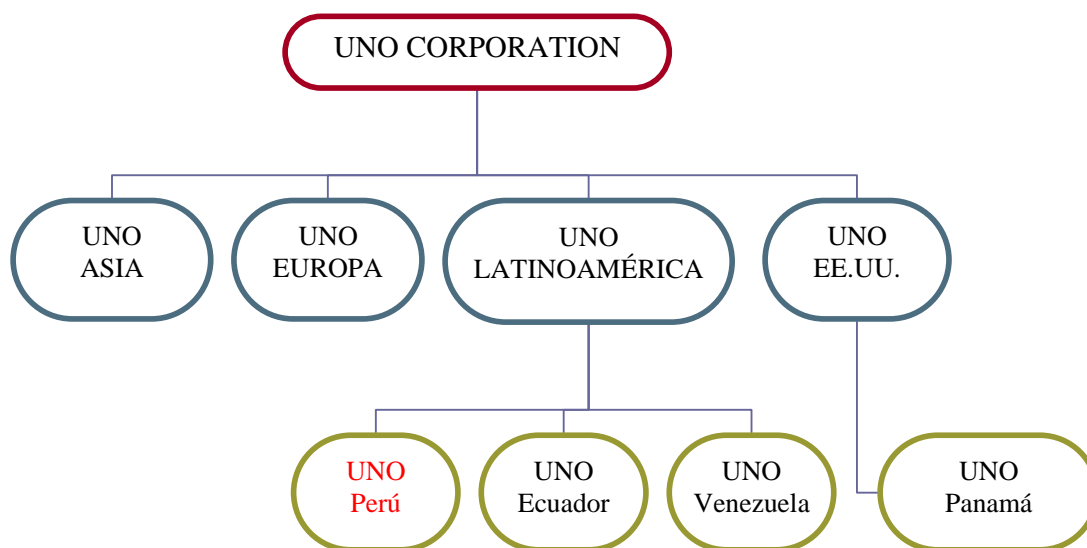 UNO CORPORATION
UNO
ASIA
UNO
EUROPA
UNO
LATINOAMÉRICA
UNO
EE.UU.
UNO
Perú
UNO
Ecuador
UNO
Venezuela
UNO
Panamá